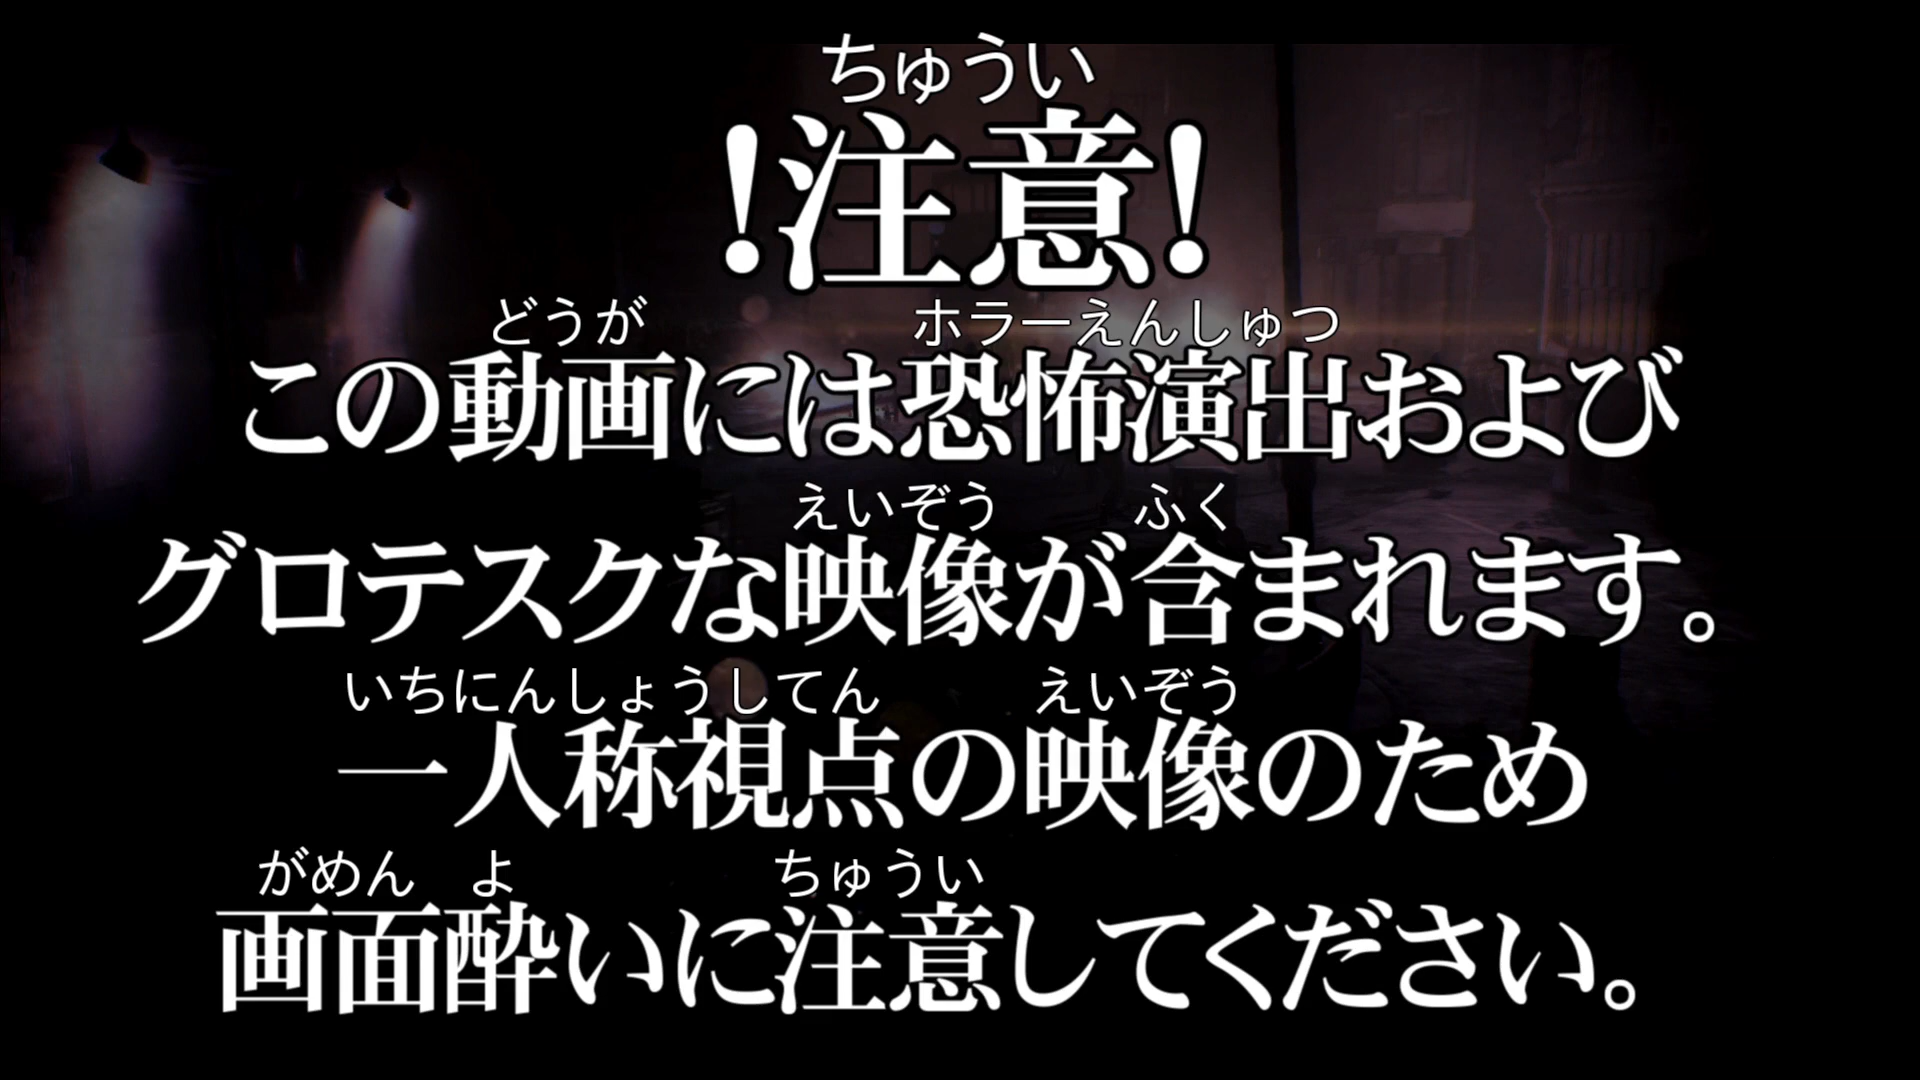 ちゅうい
!注意!
どうが ホラーえんしゅつ
この動画には恐怖演出および
えいぞう ふく
グロテスクな映像が含まれます。
いちにんしょうしてん えいぞう
一人称視点の映像のため
がめん よ ちゅうい
画面酔いに注意してください。